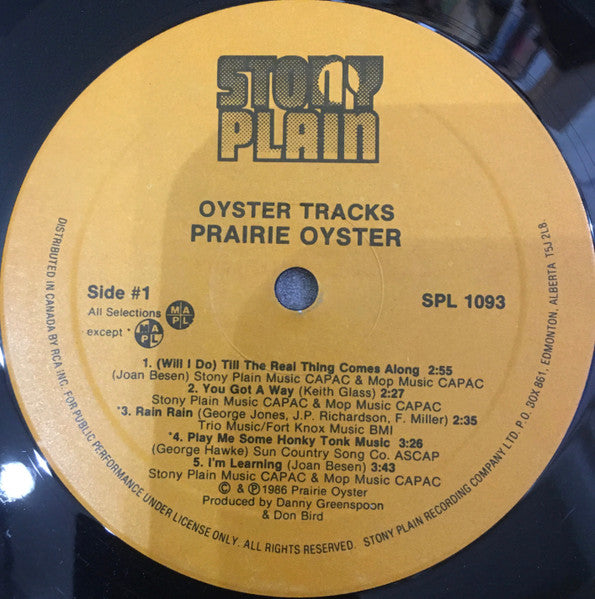 STONY
PLAIN
OYSTER TRACKS
PRAIRIE OYSTER
Side #1
SPL 1093
All Selections MAPL
except * MAPL
1. (Will I Do) Till The Real Thing Comes Along 2:55
(Joan Besen) Stony Plain Music CAPAC & Mop Music CAPAC
2. You Got A Way (Keith Glass) 2:27
Stony Plain Music CAPAC & Mop Music CAPAC
*3. Rain Rain (George Jones, J.P. Richardson, F. Miller) 2:35
Trio Music/Fort Knox Music BMI
*4. Play Me Some Honky Tonk Music 3:26
(George Hawke) Sun Country Song Co. ASCAP
5. I'm Learning (Joan Besen) 3:43
Stony Plain Music CAPAC & Mop Music CAPAC
© & ℗ 1986 Prairie Oyster
Produced by Danny Greenspoon
& Don Bird
DISTRIBUTED IN CANADA BY RCA INC. FOR PUBLIC PERFORMANCE UNDER LICENSE ONLY. ALL RIGHTS RESERVED. STONY PLAIN RECORDING COMPANY LTD. P.O. BOX 861, EDMONTON, ALBERTA T5J 2L8.